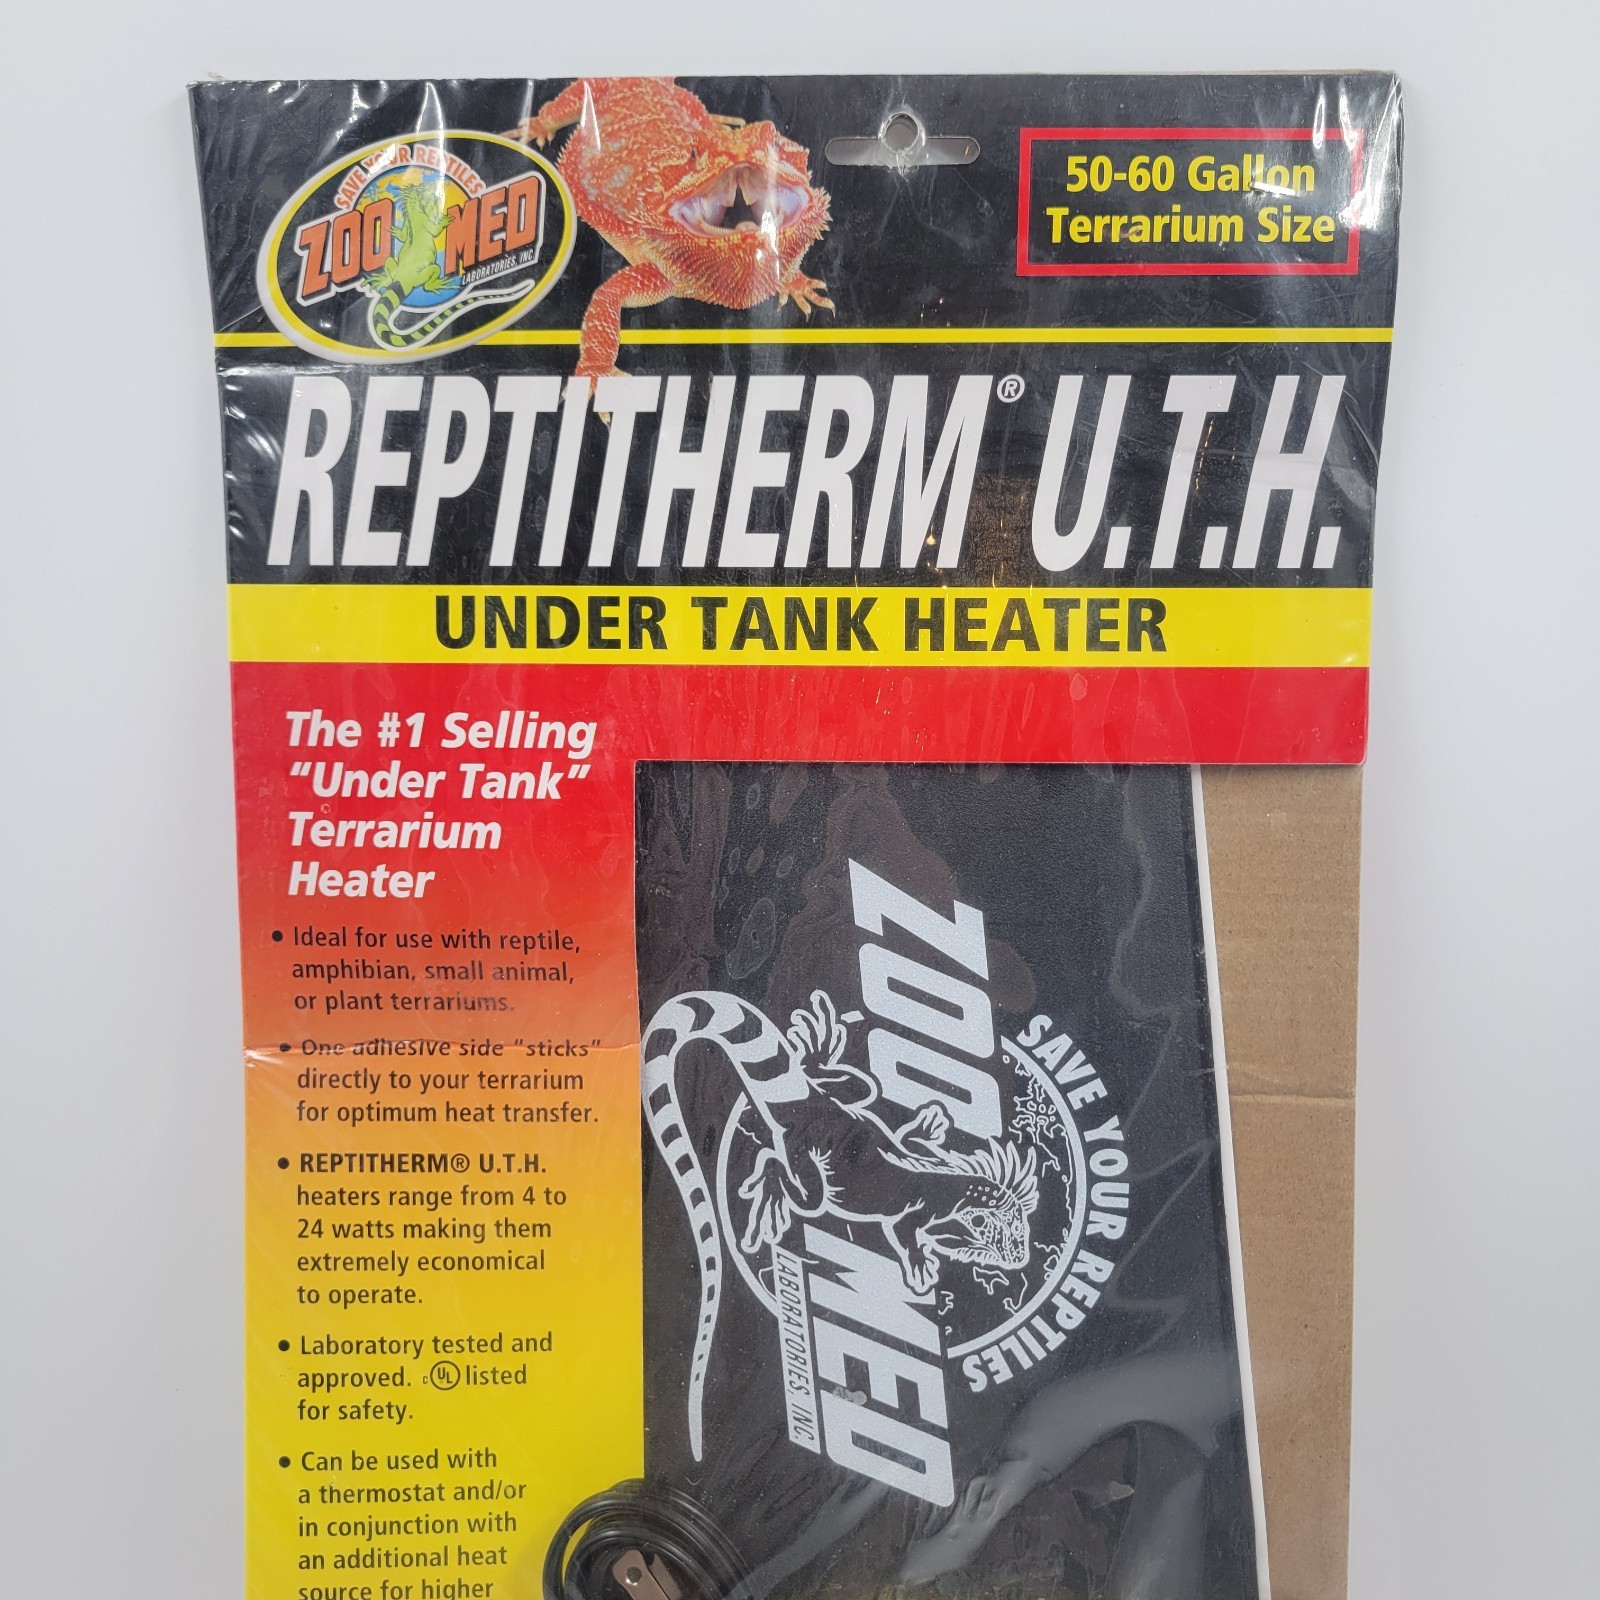 SAVE YOUR REPTILES
ZOO MED
LABORATORIES, INC.
50-60 Gallon
Terrarium Size
REPTITHERM® U.T.H.
UNDER TANK HEATER
The #1 Selling
"Under Tank"
Terrarium
Heater
• Ideal for use with reptile,
amphibian, small animal,
or plant terrariums.
• One adhesive side "sticks"
directly to your terrarium
for optimum heat transfer.
• REPTITHERM® U.T.H.
heaters range from 4 to
24 watts making them
extremely economical
to operate.
• Laboratory tested and
approved. c UL listed
for safety.
• Can be used with
a thermostat and/or
in conjunction with
an additional heat
source for higher
ZOO MED
LABORATORIES, INC.
SAVE YOUR REPTILES